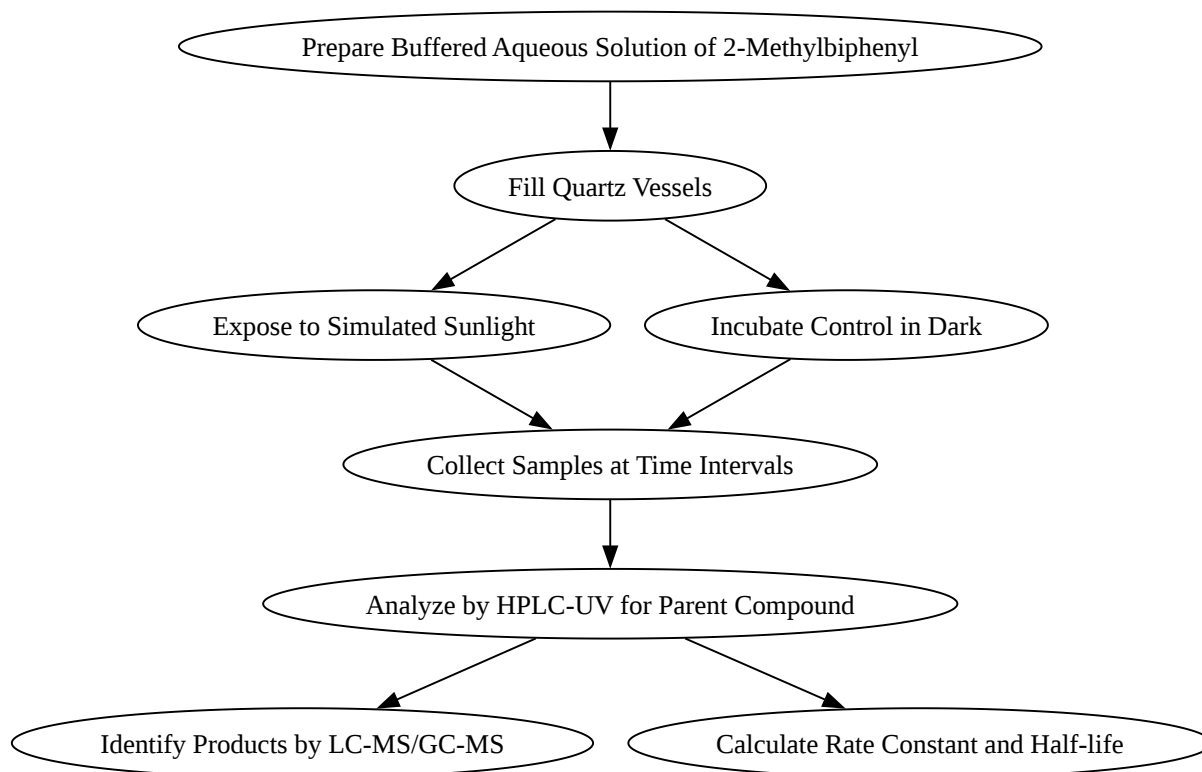 Prepare Buffered Aqueous Solution of 2-Methylbiphenyl
Fill Quartz Vessels
Expose to Simulated Sunlight
Incubate Control in Dark
Collect Samples at Time Intervals
Analyze by HPLC-UV for Parent Compound
Identify Products by LC-MS/GC-MS
Calculate Rate Constant and Half-life